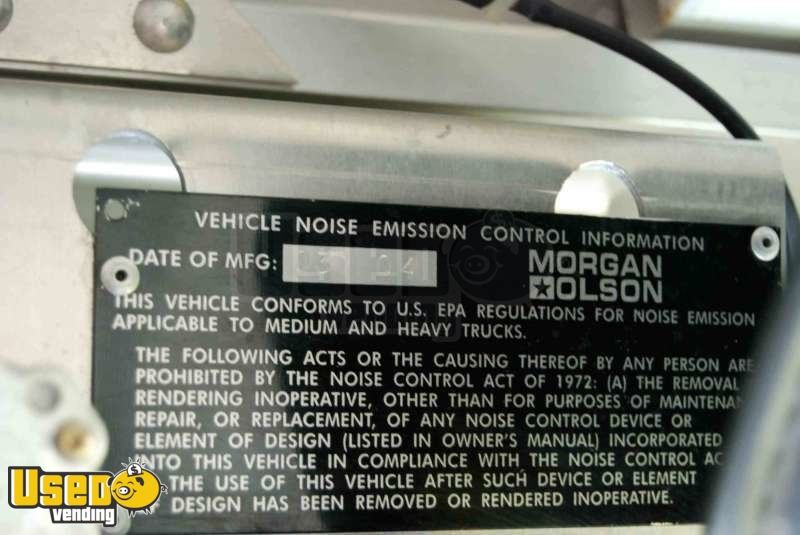 VEHICLE NOISE EMISSION CONTROL INFORMATION
DATE OF MFG: 03 04
MORGAN
OLSON
THIS VEHICLE CONFORMS TO U.S. EPA REGULATIONS FOR NOISE EMISSION
APPLICABLE TO MEDIUM AND HEAVY TRUCKS.
THE FOLLOWING ACTS OR THE CAUSING THEREOF BY ANY PERSON ARE
PROHIBITED BY THE NOISE CONTROL ACT OF 1972: (A) THE REMOVAL
RENDERING INOPERATIVE, OTHER THAN FOR PURPOSES OF MAINTENAN
REPAIR, OR REPLACEMENT, OF ANY NOISE CONTROL DEVICE OR
ELEMENT OF DESIGN (LISTED IN OWNER'S MANUAL) INCORPORATED
INTO THIS VEHICLE IN COMPLIANCE WITH THE NOISE CONTROL AC
THE USE OF THIS VEHICLE AFTER SUCH DEVICE OR ELEMENT
DESIGN HAS BEEN REMOVED OR RENDERED INOPERATIVE.
USED
vending